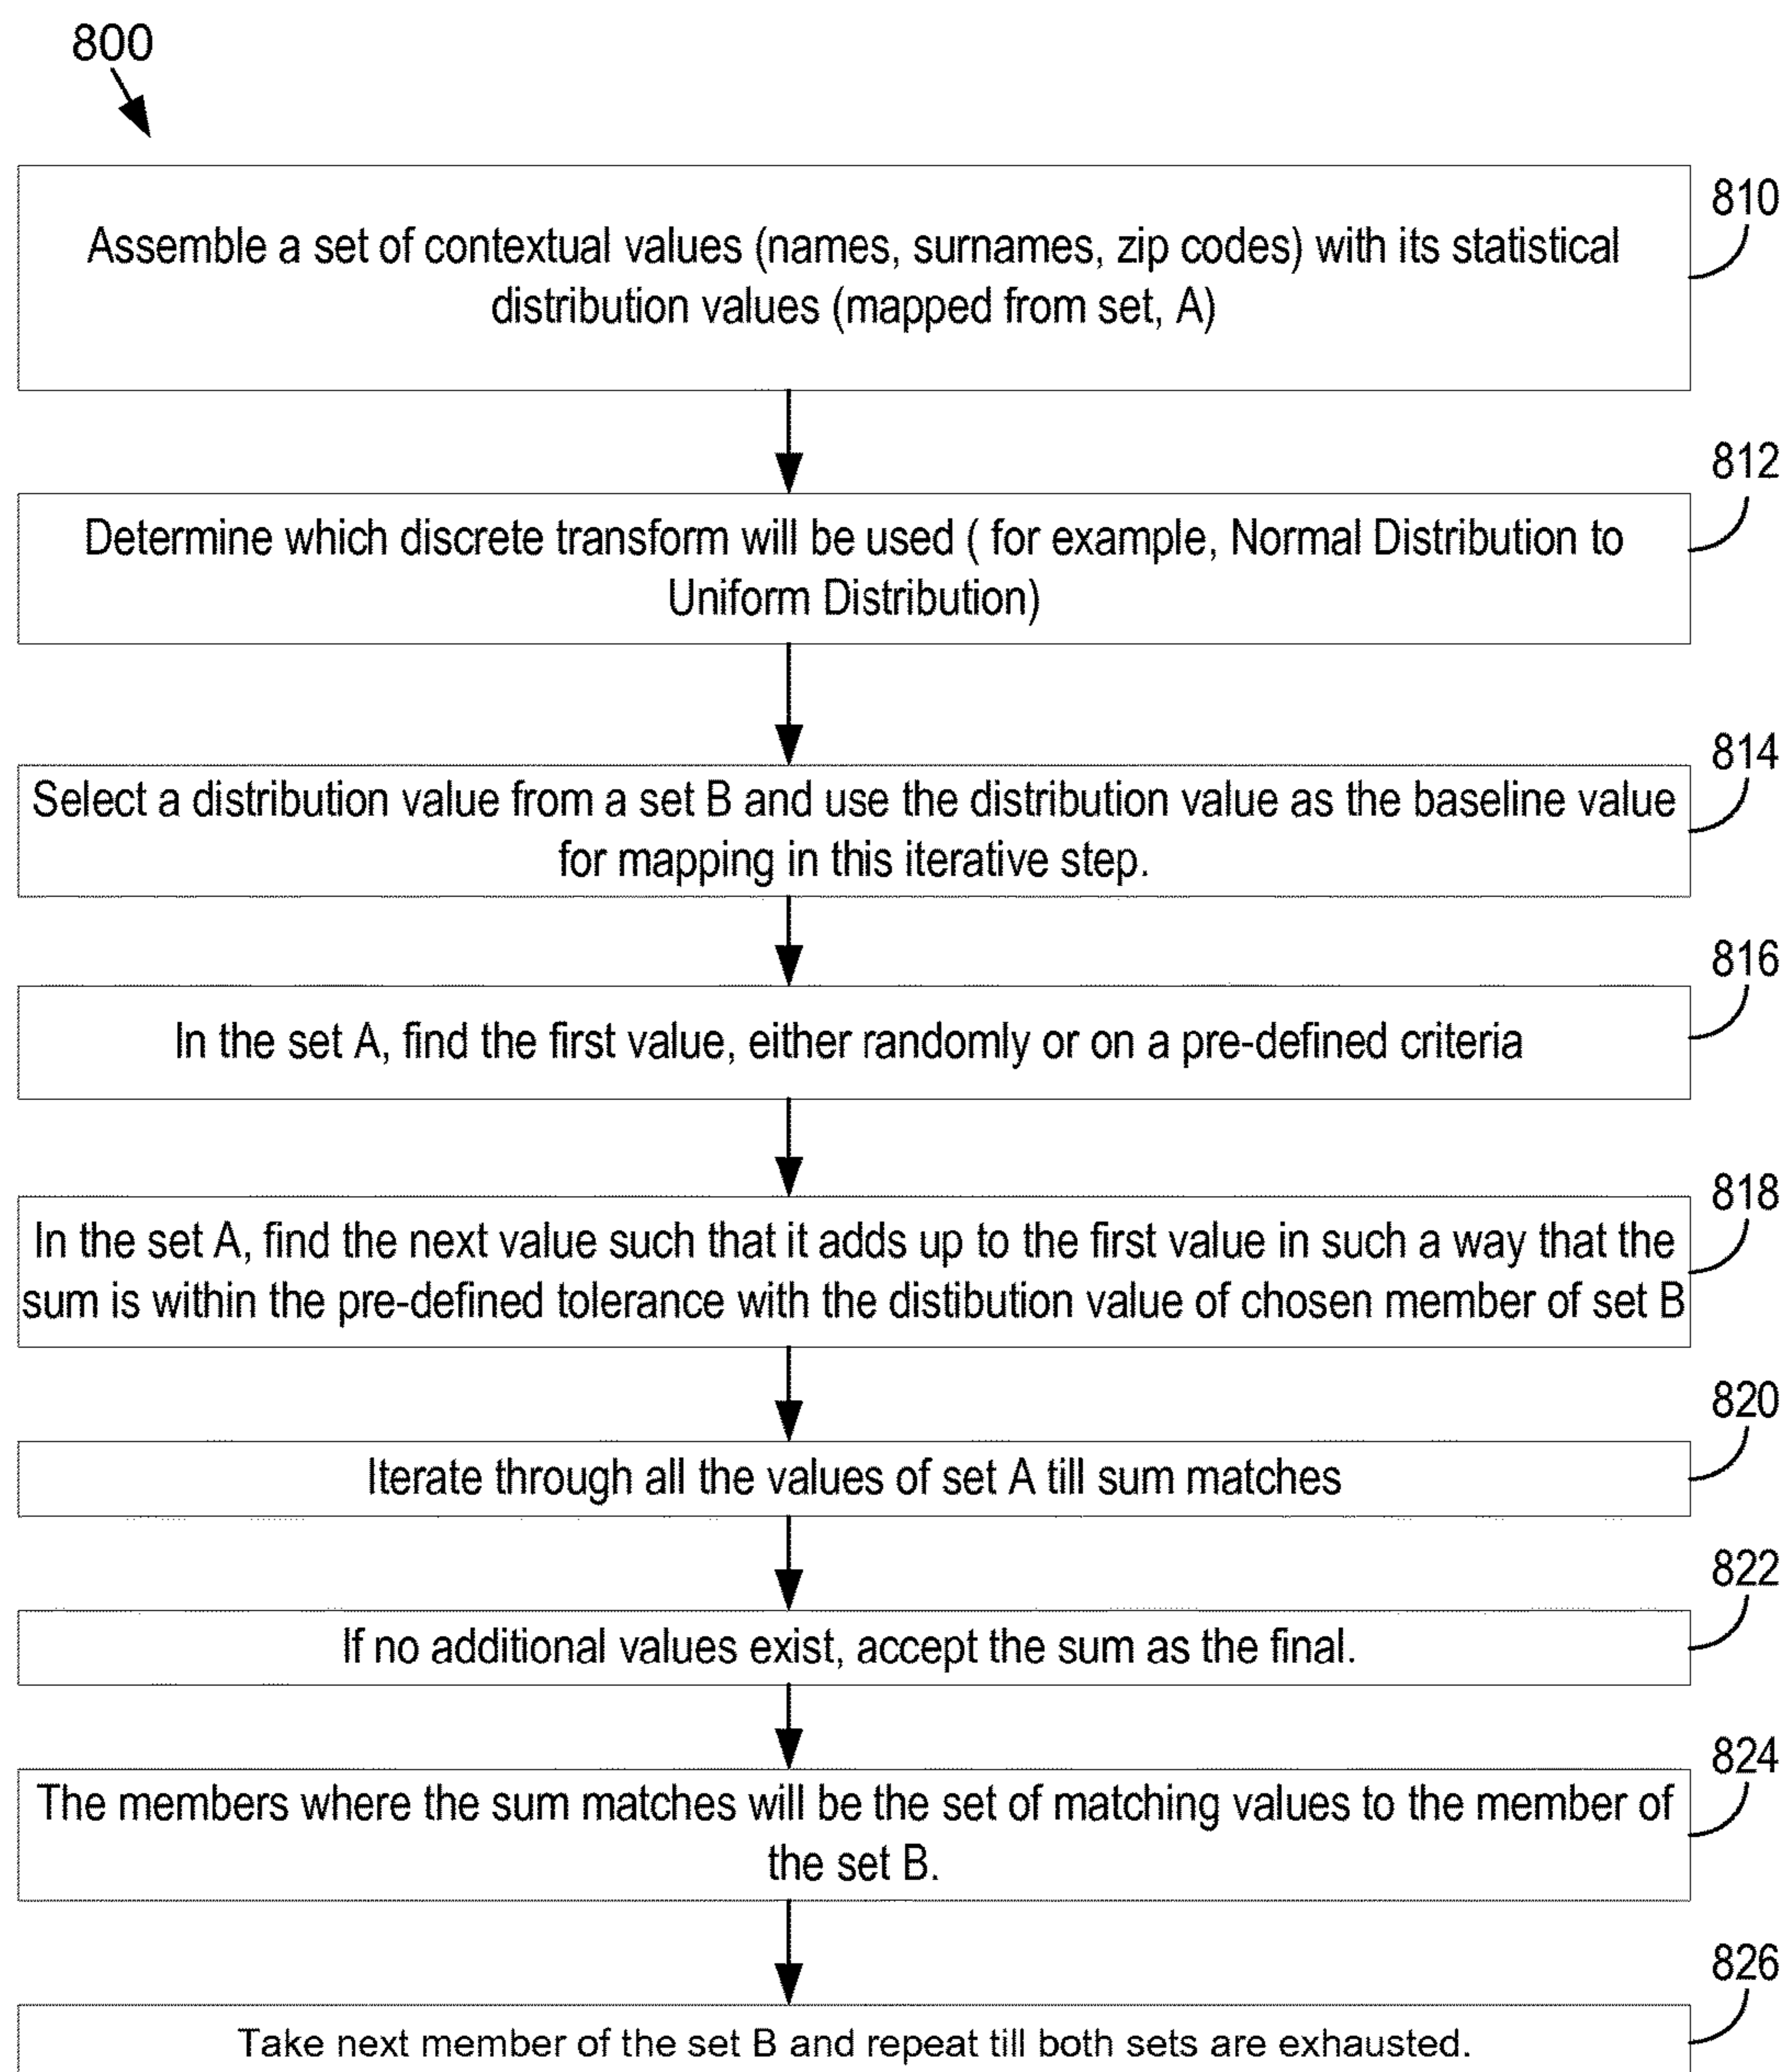 800
810
Assemble a set of contextual values (names, surnames, zip codes) with its statistical
distribution values (mapped from set, A)
812
Determine which discrete transform will be used ( for example, Normal Distribution to
Uniform Distribution)
814
Select a distribution value from a set B and use the distribution value as the baseline value
for mapping in this iterative step.
816
In the set A, find the first value, either randomly or on a pre-defined criteria
818
In the set A, find the next value such that it adds up to the first value in such a way that the
sum is within the pre-defined tolerance with the distibution value of chosen member of set B
820
Iterate through all the values of set A till sum matches
822
If no additional values exist, accept the sum as the final.
824
The members where the sum matches will be the set of matching values to the member of
the set B.
826
Take next member of the set B and repeat till both sets are exhausted.